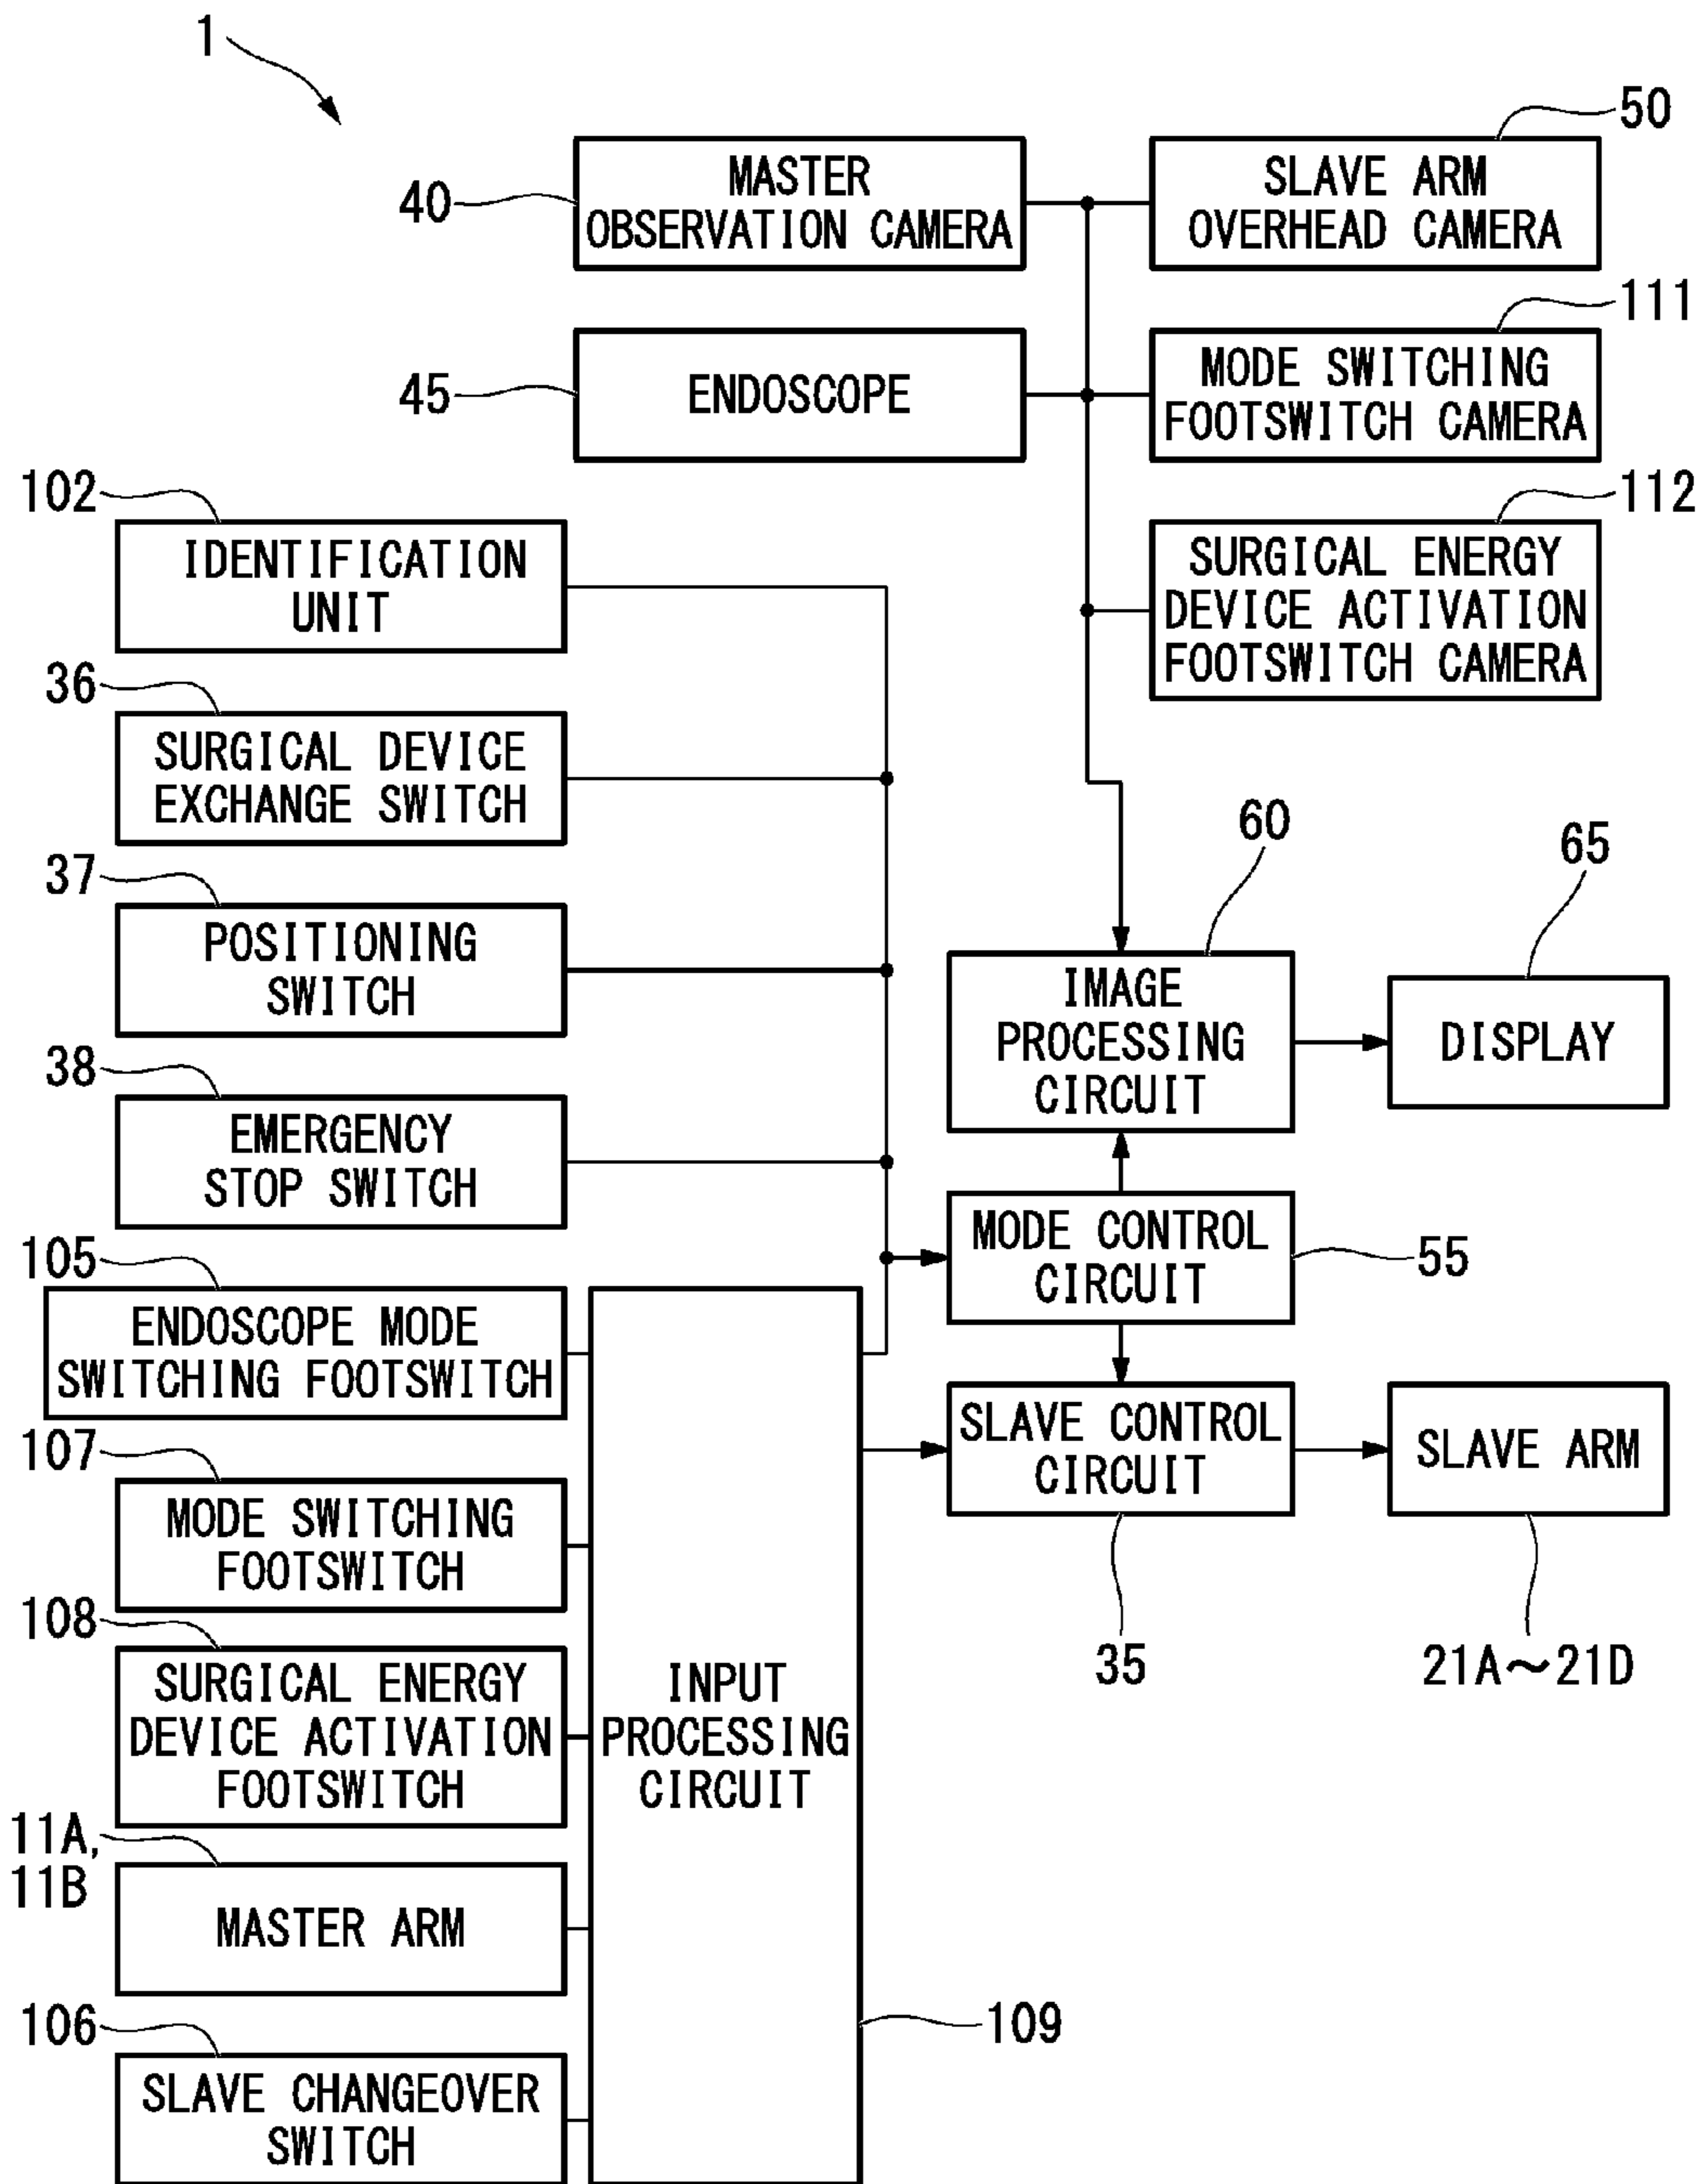 1
50
40
MASTER
OBSERVATION CAMERA
SLAVE ARM
OVERHEAD CAMERA
111
45
ENDOSCOPE
MODE SWITCHING
FOOTSWITCH CAMERA
102
IDENTIFICATION
UNIT
112
SURGICAL ENERGY
DEVICE ACTIVATION
FOOTSWITCH CAMERA
36
SURGICAL DEVICE
EXCHANGE SWITCH
37
POSITIONING
SWITCH
60
IMAGE
PROCESSING
CIRCUIT
65
DISPLAY
38
EMERGENCY
STOP SWITCH
MODE CONTROL
CIRCUIT
55
105
ENDOSCOPE MODE
SWITCHING FOOTSWITCH
SLAVE CONTROL
CIRCUIT
35
SLAVE ARM
21A～21D
107
MODE SWITCHING
FOOTSWITCH
108
SURGICAL ENERGY
DEVICE ACTIVATION
FOOTSWITCH
INPUT
PROCESSING
CIRCUIT
109
11A,
11B
MASTER ARM
106
SLAVE CHANGEOVER
SWITCH